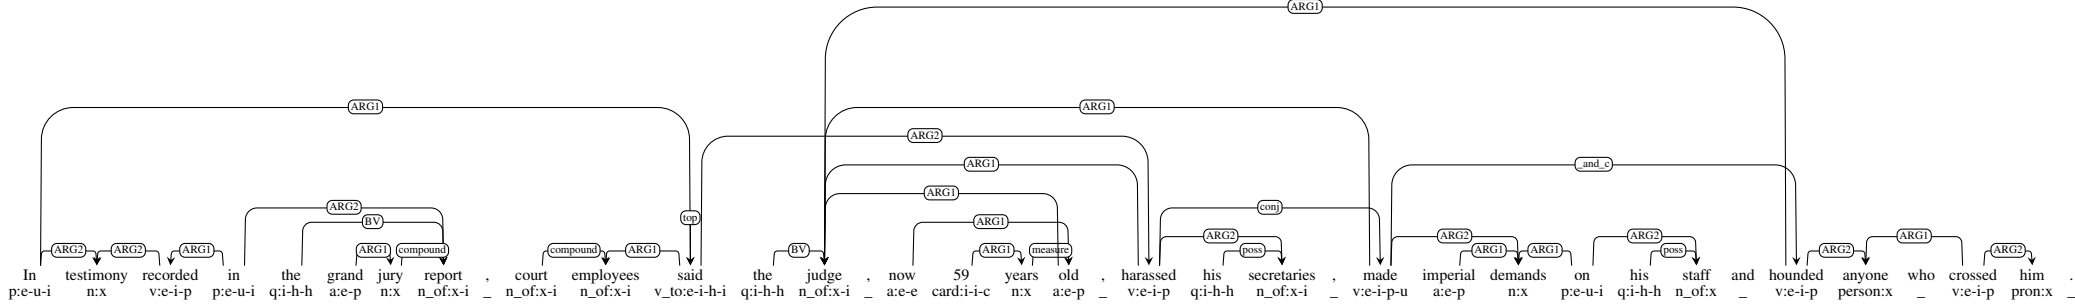 ARG1
ARG1 ARG1
ARG2
ARG1 _and_c
ARG1
ARG2 top conj
BV ARG1
ARG2 ARG2 ARG1 ARG1 compound compound ARG1 BV ARG1 measure ARG2 poss ARG2 ARG1 ARG1 ARG2 poss ARG2 ARG1 ARG2
In testimony recorded in the grand jury report , court employees said the judge , now 59 years old , harassed his secretaries , made imperial demands on his staff and hounded anyone who crossed him .
p:e-u-i n:x v:e-i-p p:e-u-i q:i-h-h a:e-p n:x n_of:x-i _ n_of:x-i n_of:x-i v_to:e-i-h-i q:i-h-h n_of:x-i _ a:e-e card:i-i-c n:x a:e-p _ v:e-i-p q:i-h-h n_of:x-i _ v:e-i-p-u a:e-p n:x p:e-u-i q:i-h-h n_of:x _ v:e-i-p person:x _ v:e-i-p pron:x _